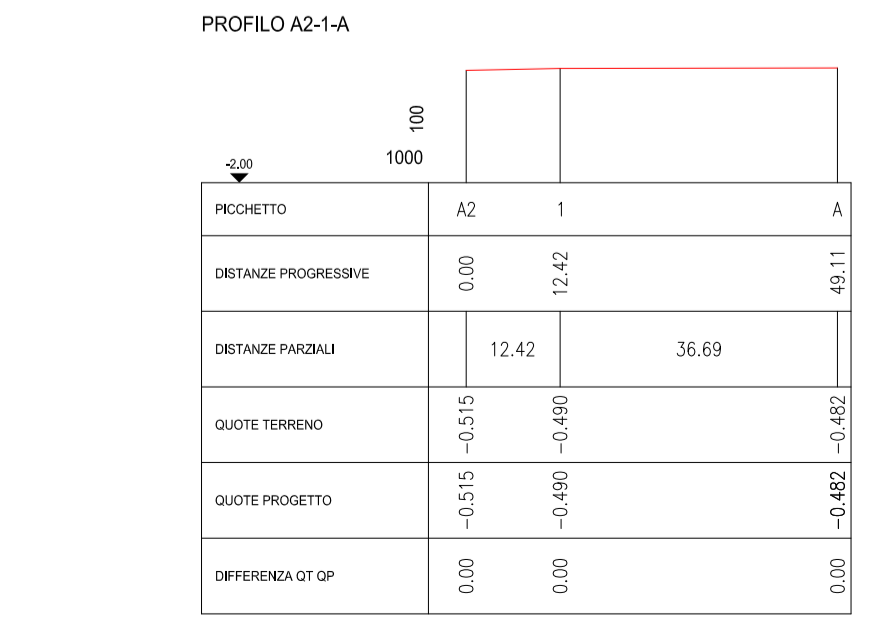 PROFILO A2-1-A
100
1000
-2.00
PICCHETTO A2 1 A
DISTANZE PROGRESSIVE 0.00 12.42 49.11
DISTANZE PARZIALI 12.42 36.69
QUOTE TERRENO -0.515 -0.490 -0.482
QUOTE PROGETTO -0.515 -0.490 -0.482
DIFFERENZA QT QP 0.00 0.00 0.00